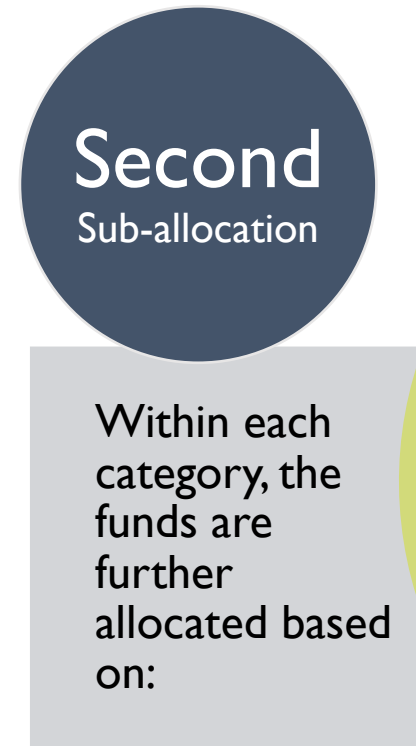 Second
Sub-allocation
Within each
category, the
funds are
further
allocated based
on: